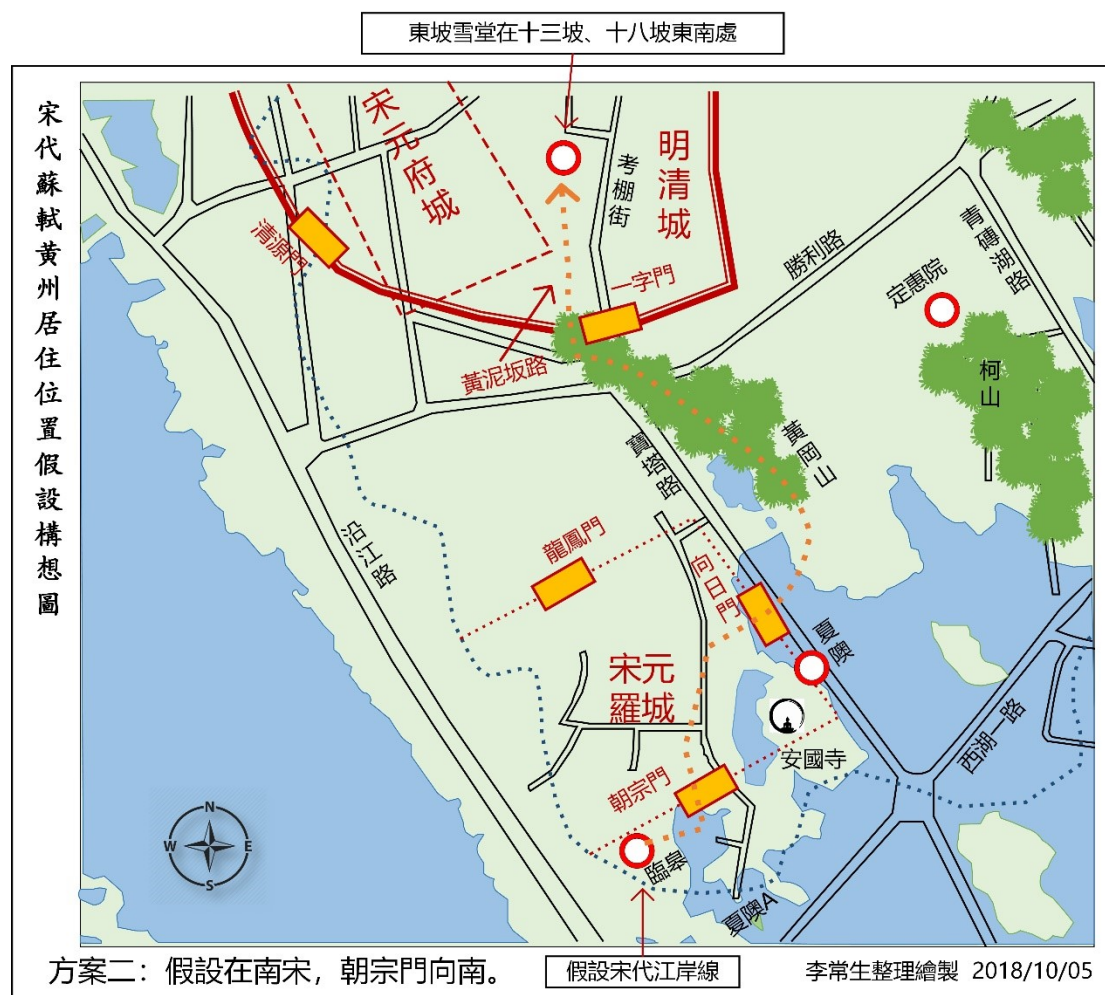 東坡雪堂在十三坡、十八坡東南處
宋代蘇軾黃州居住位置假設構想圖
宋元府城
明清城
考棚街
清源門
一字門
勝利路
青磚湖路
定惠院
黃泥坂路
柯山
黃岡山
寶塔路
沿江路
龍鳳門
向日門
夏隩
宋元
羅城
安國寺
西湖一路
朝宗門
臨皋
夏隩A
N
W
E
S
方案二：假設在南宋，朝宗門向南。
假設宋代江岸線
李常生整理繪製 2018/10/05